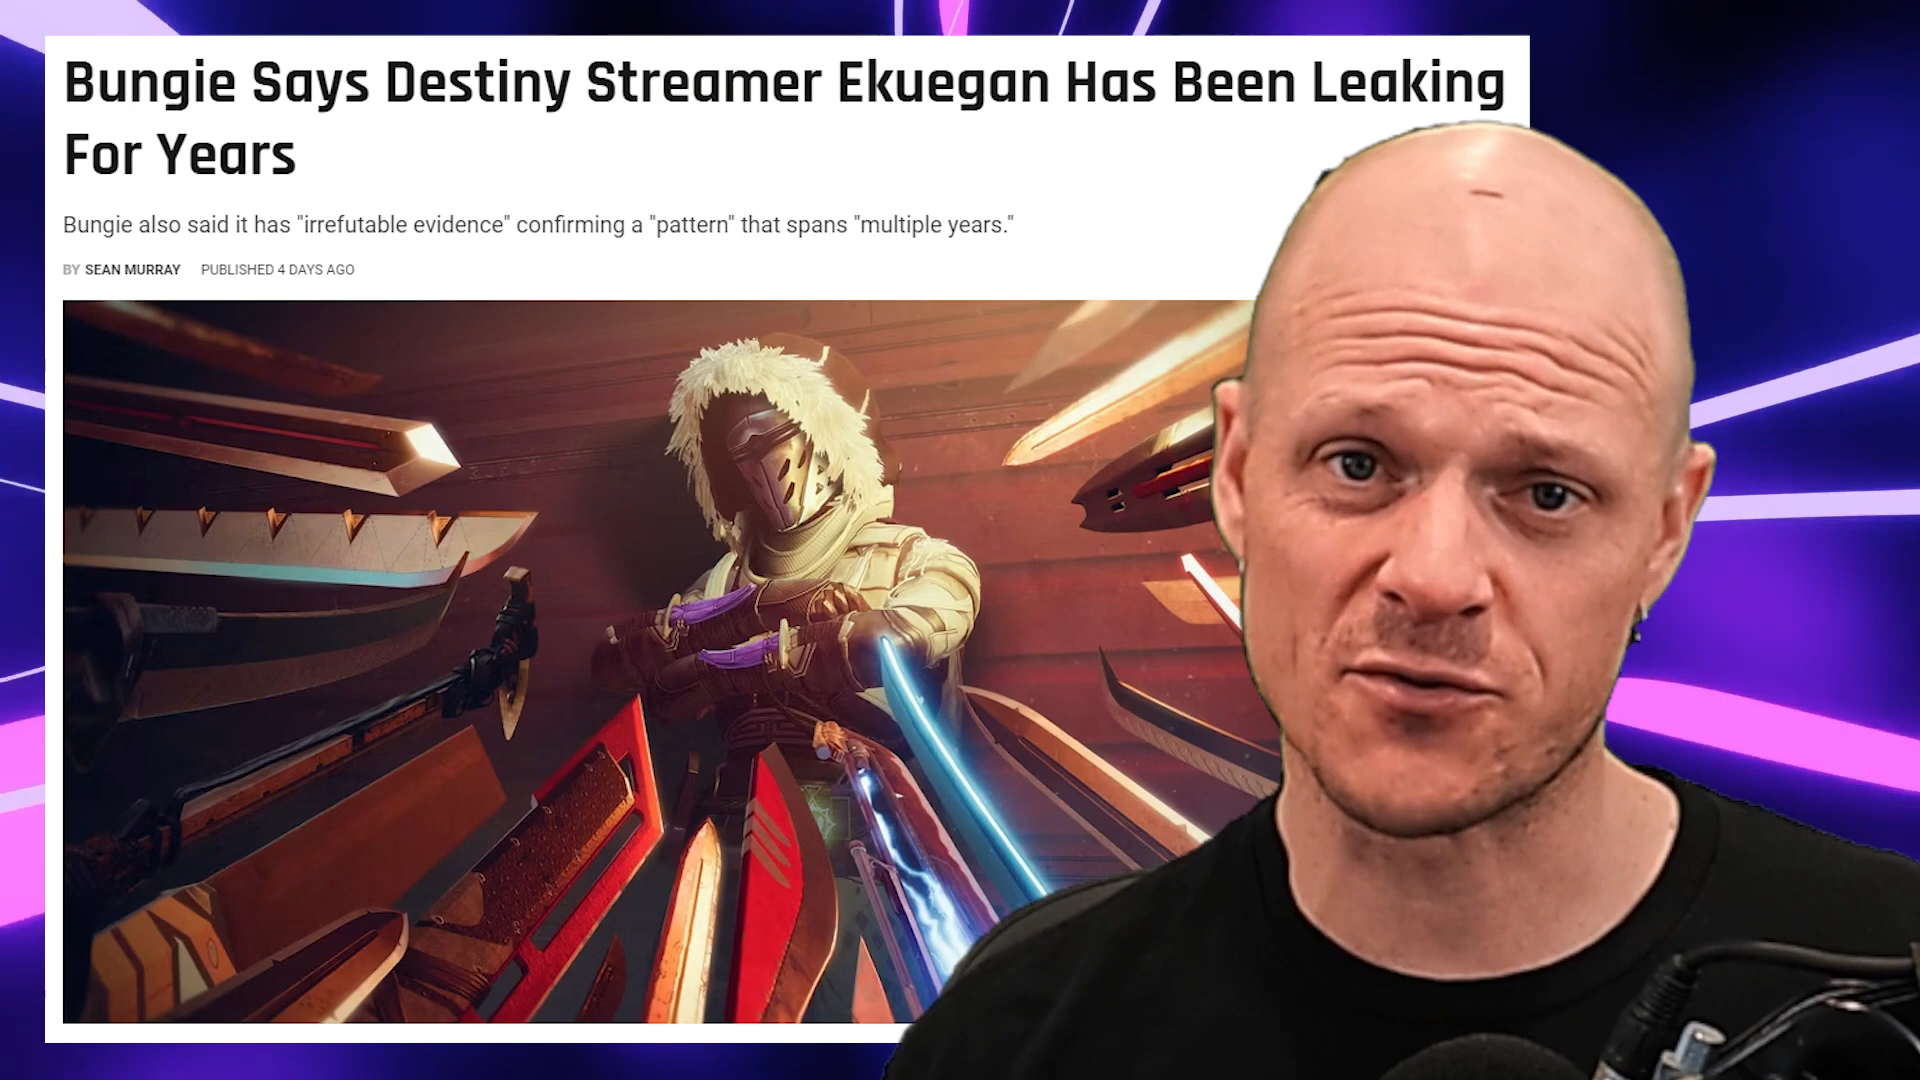 Bungie Says Destiny Streamer Ekuegan Has Been Leaking
For Years
Bungie also said it has "irrefutable evidence" confirming a "pattern" that spans "multiple years."
BY SEAN MURRAY PUBLISHED 4 DAYS AGO